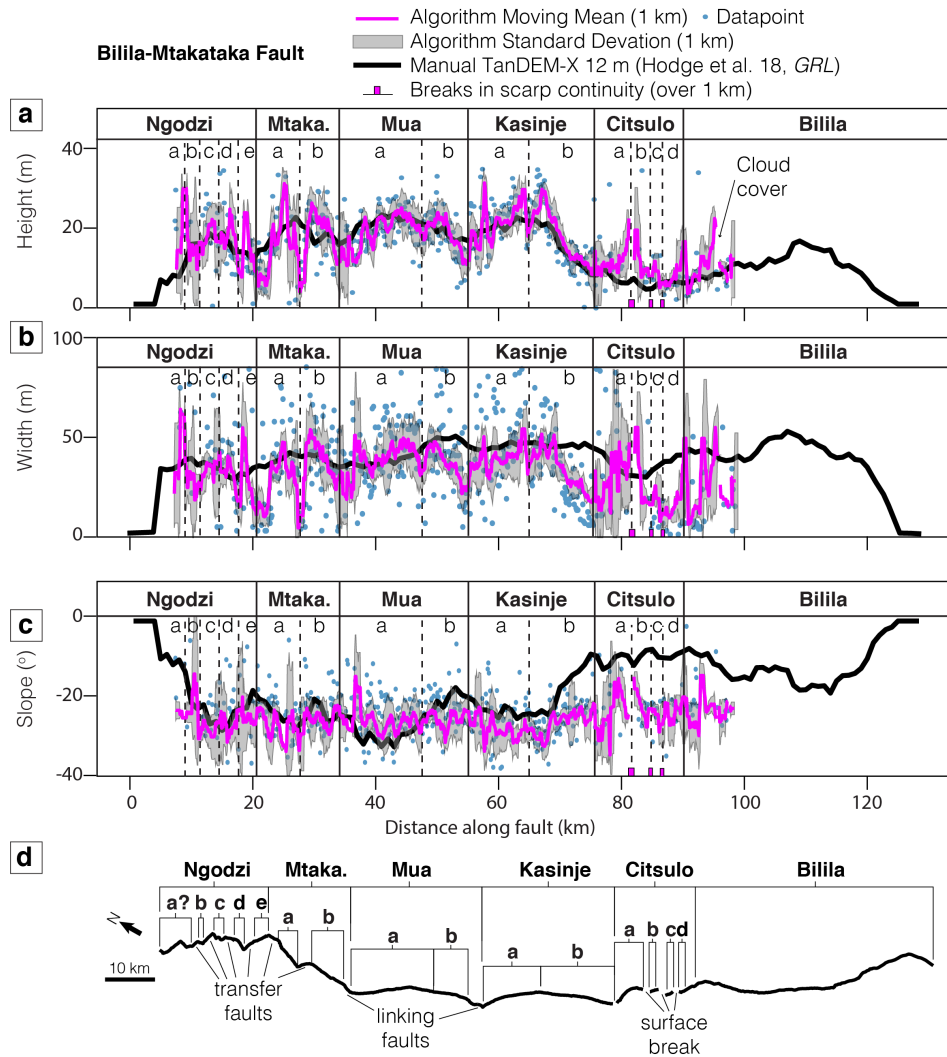 Algorithm Moving Mean (1 km) Datapoint
Algorithm Standard Devation (1 km)
Bilila-Mtakataka Fault
Manual TanDEM-X 12 m (Hodge et al. 18, GRL)
Breaks in scarp continuity (over 1 km)
a
Ngodzi Mtaka. Mua Kasinje Citsulo Bilila
a b c d e a b a b a b a b c d
Cloud
cover
Height (m)
40
20
0
b
100
Ngodzi Mtaka. Mua Kasinje Citsulo Bilila
a b c d e a b a b a b a b c d
Width (m)
50
0
c
Ngodzi Mtaka. Mua Kasinje Citsulo Bilila
0
a b c d e a b a b a b a b c d
Slope (º)
-20
-40
0 20 40 60 80 100 120
Distance along fault (km)
d
Ngodzi Mtaka. Mua Kasinje Citsulo Bilila
a? b c d e a b a b a b a b c d
N
10 km
transfer
faults
linking
faults
surface
break